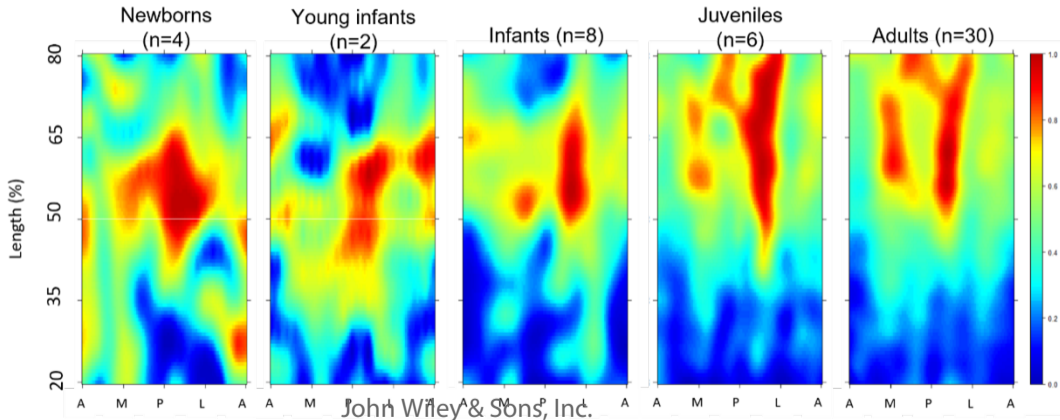 Newborns
(n=4)
Young infants
(n=2)
Infants (n=8)
Juveniles
(n=6)
Adults (n=30)
Length (%)
80
65
50
35
20
A M P L A
A M P L A
A M P L A
A M P L A
A M P L A
1.0
0.8
0.6
0.4
0.2
0.0
John Wiley & Sons, Inc.